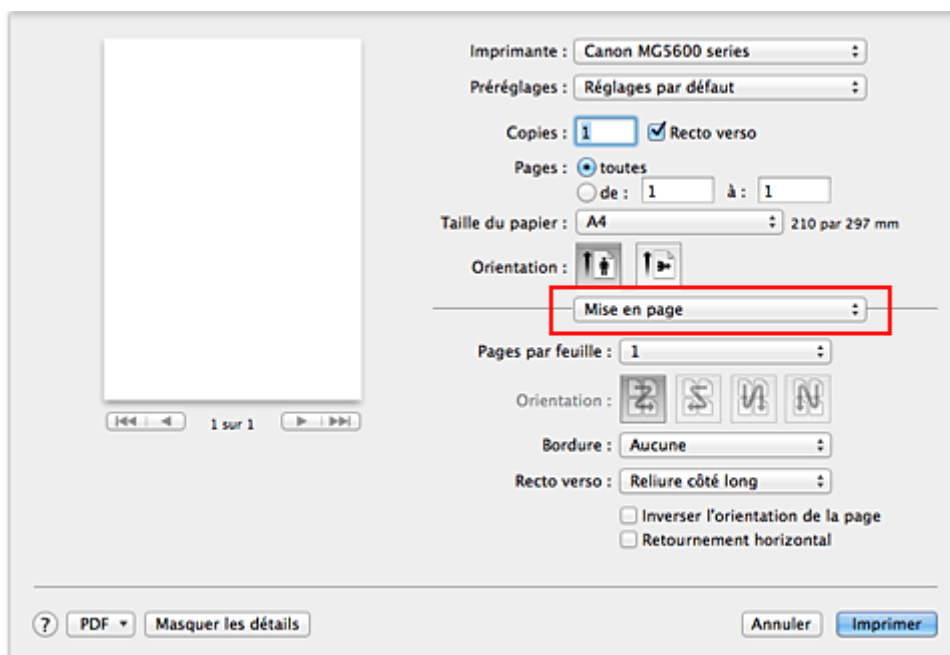 Imprimante : Canon MG5600 series
Préréglages : Réglages par défaut
Copies : 1 Recto verso
Pages : toutes
de : 1 à : 1
Taille du papier : A4 210 par 297 mm
Orientation :
Mise en page
Pages par feuille : 1
Orientation :
1 sur 1
Bordure : Aucune
Recto verso : Reliure côté long
Inverser l'orientation de la page
Retournement horizontal
? PDF Masquer les détails Annuler Imprimer